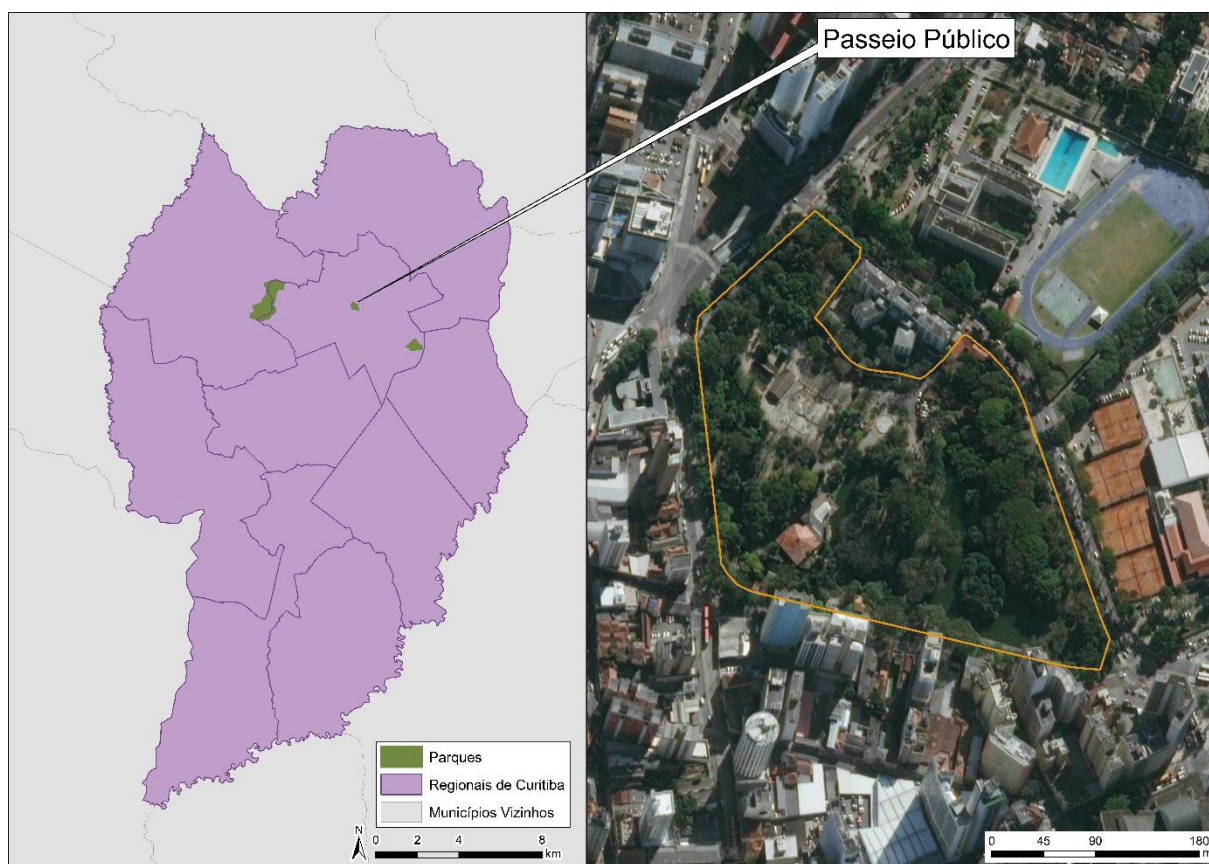 Passeio Público
Parques
Regionais de Curitiba
Municípios Vizinhos
N
0 2 4 8
km
0 45 90 180
m